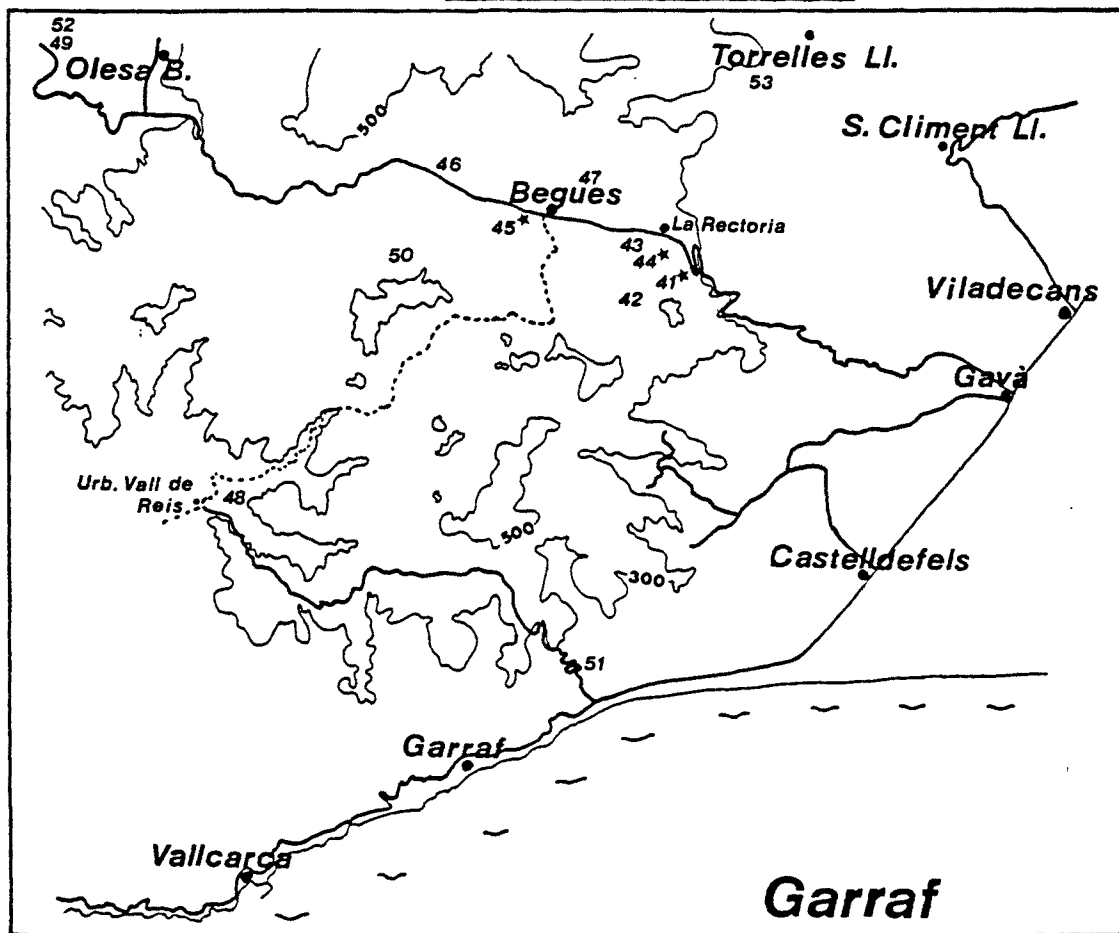 52
49
Olesa B.
Torrelles Ll.
53
500
S. Climent Ll.
46
47
Begues
45*
La Rectoria
43
44*
50
41*
42
Viladecans
Gavà
Urb. Vall de
Reis
48
500
Castelldefels
300
51
Garraf
Vallcarca
Garraf